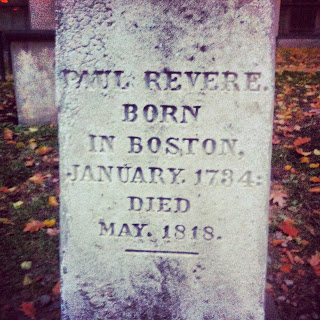 PAUL REVERE.
BORN
IN BOSTON,
JANUARY. 1734:
DIED
MAY. 1818.